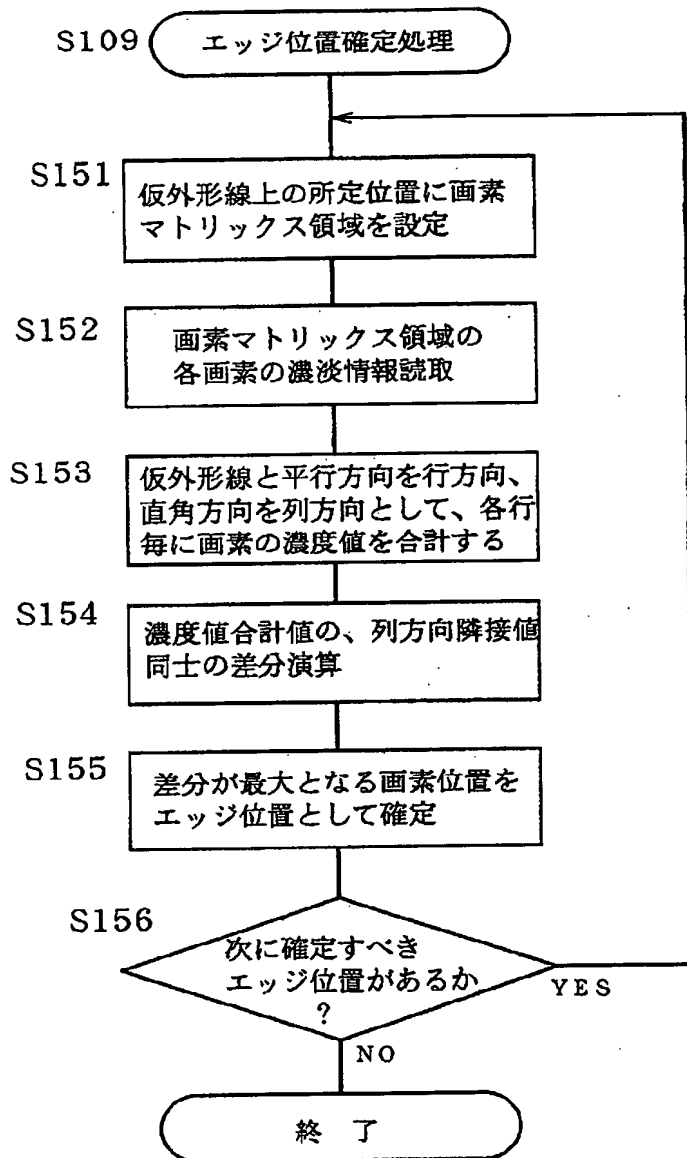 S109 エッジ位置確定処理
S151
仮外形線上の所定位置に画素
マトリックス領域を設定
S152
画素マトリックス領域の
各画素の濃淡情報読取
S153
仮外形線と平行方向を行方向、
直角方向を列方向として、各行
毎に画素の濃度値を合計する
S154
濃度値合計値の、列方向隣接値
同士の差分演算
S155
差分が最大となる画素位置を
エッジ位置として確定
S156
次に確定すべき
エッジ位置があるか
?
YES
NO
終 了